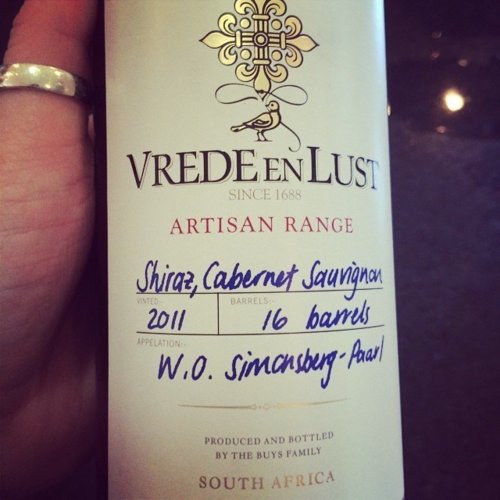 VREDE EN LUST
SINCE 1688
ARTISAN RANGE
Shiraz, Cabernet Sauvignon
VINTED:- BARRELS:-
2011 16 barrels
APPELATION:-
W.O. Simonsberg-Paarl
PRODUCED AND BOTTLED
BY THE BUYS FAMILY
SOUTH AFRICA